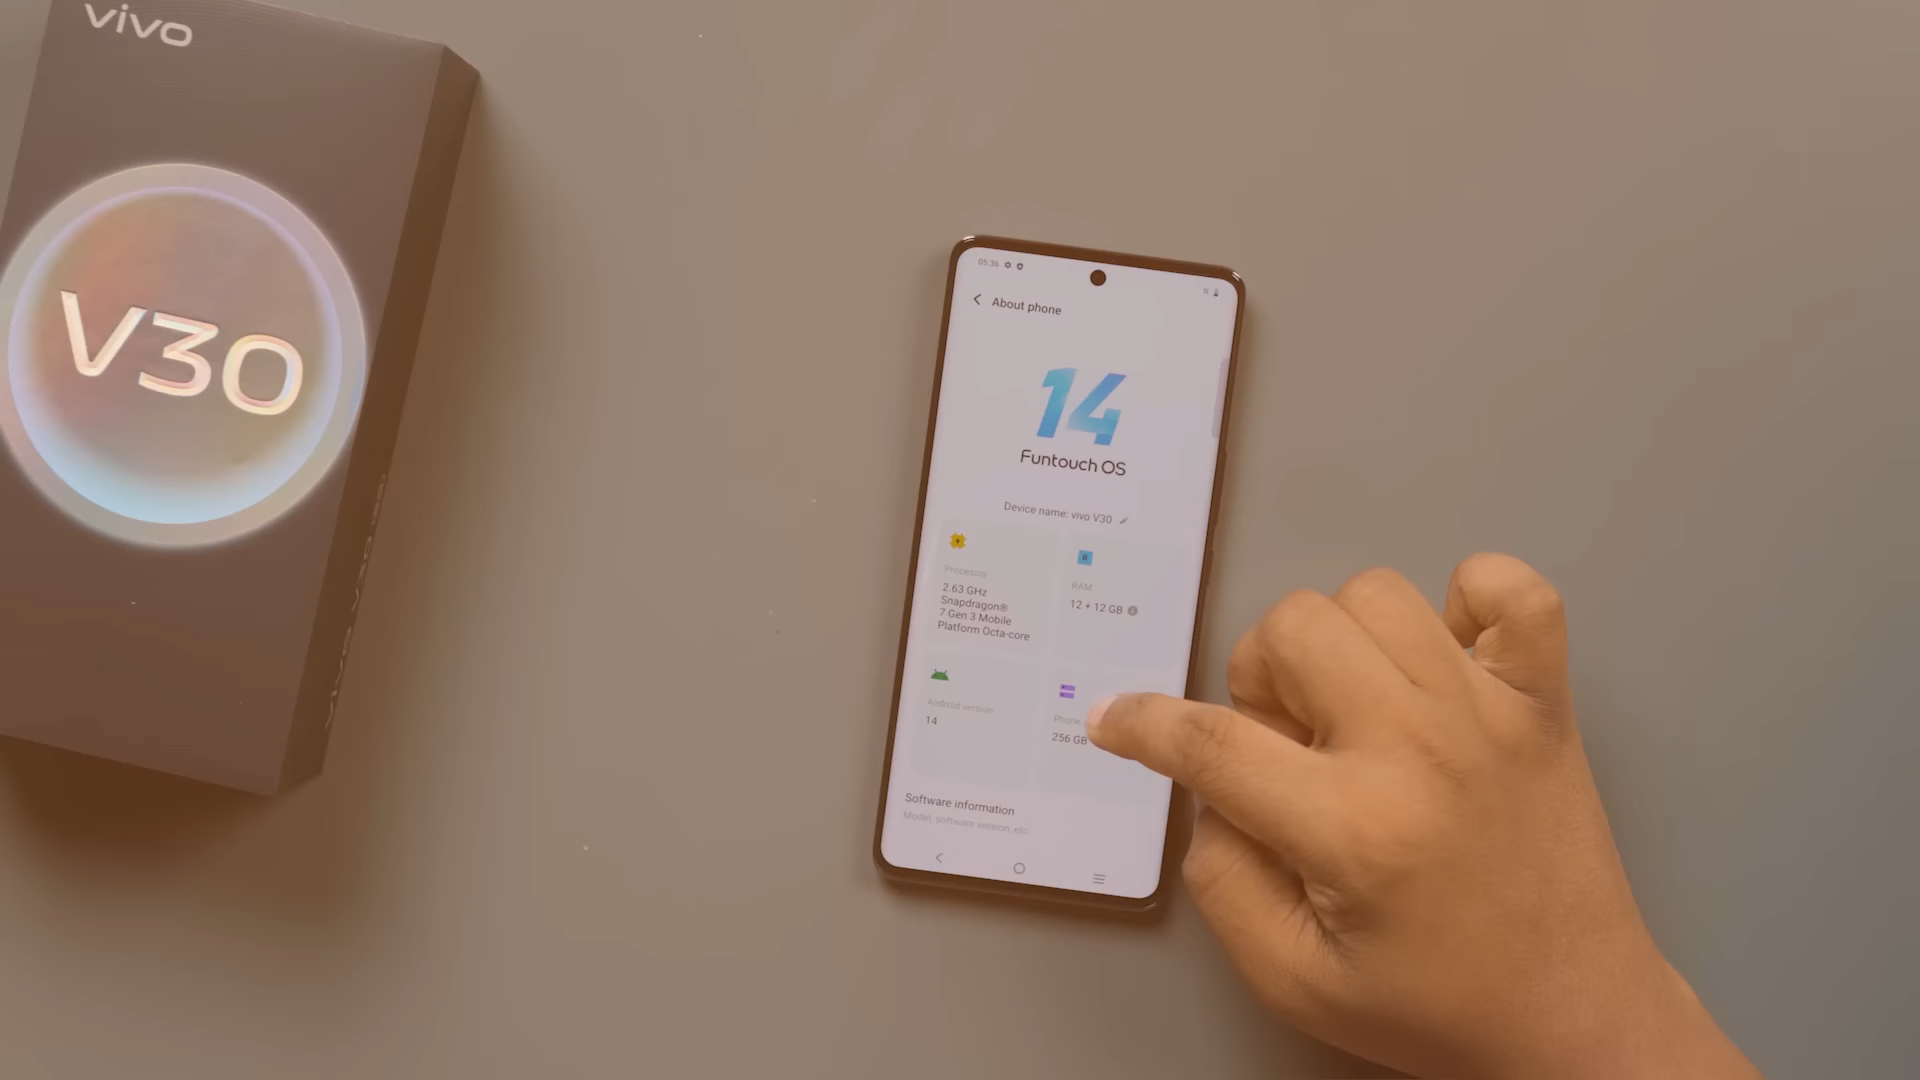 vivo
V30
vivo V30
05:36
About phone
14
Funtouch OS
Device name: vivo V30
Processor
2.63 GHz
Snapdragon®
7 Gen 3 Mobile
Platform Octa-core
RAM
12 + 12 GB
Android version
14
Phone
256 GB
Software information
Model, software version, etc.